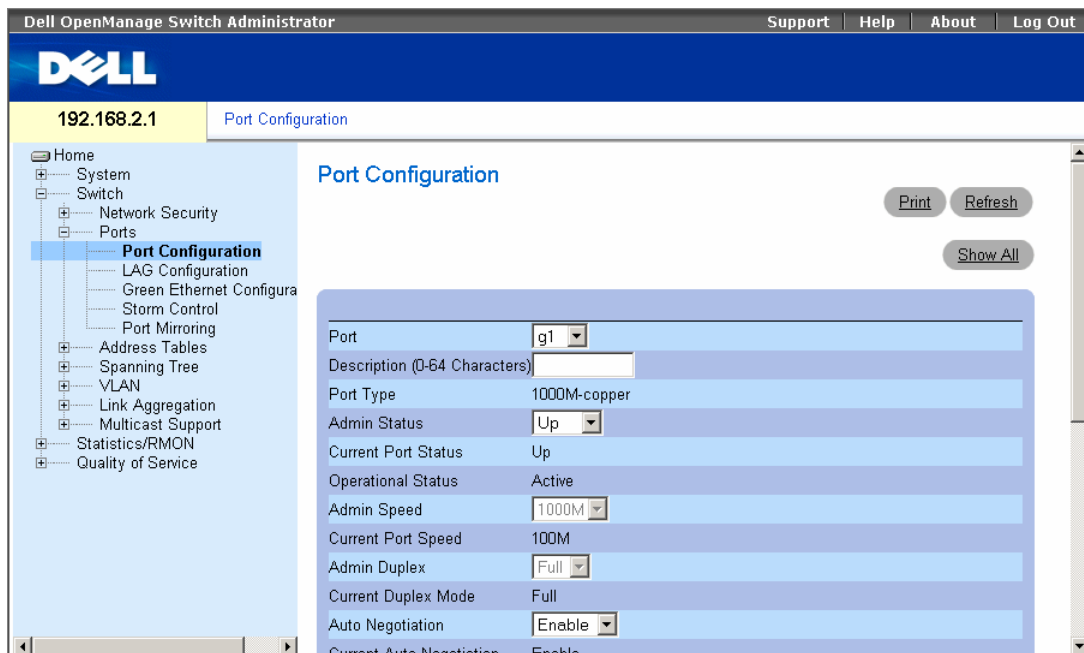 Dell OpenManage Switch Administrator
Support Help About Log Out
DELL
192.168.2.1
Port Configuration
Home
System
Switch
Network Security
Ports
Port Configuration
LAG Configuration
Green Ethernet Configura
Storm Control
Port Mirroring
Address Tables
Spanning Tree
VLAN
Link Aggregation
Multicast Support
Statistics/RMON
Quality of Service
Port Configuration
Print Refresh
Show All
Port g1
Description (0-64 Characters)
Port Type 1000M-copper
Admin Status Up
Current Port Status Up
Operational Status Active
Admin Speed 1000M
Current Port Speed 100M
Admin Duplex Full
Current Duplex Mode Full
Auto Negotiation Enable
Current Auto Negotiation Enable